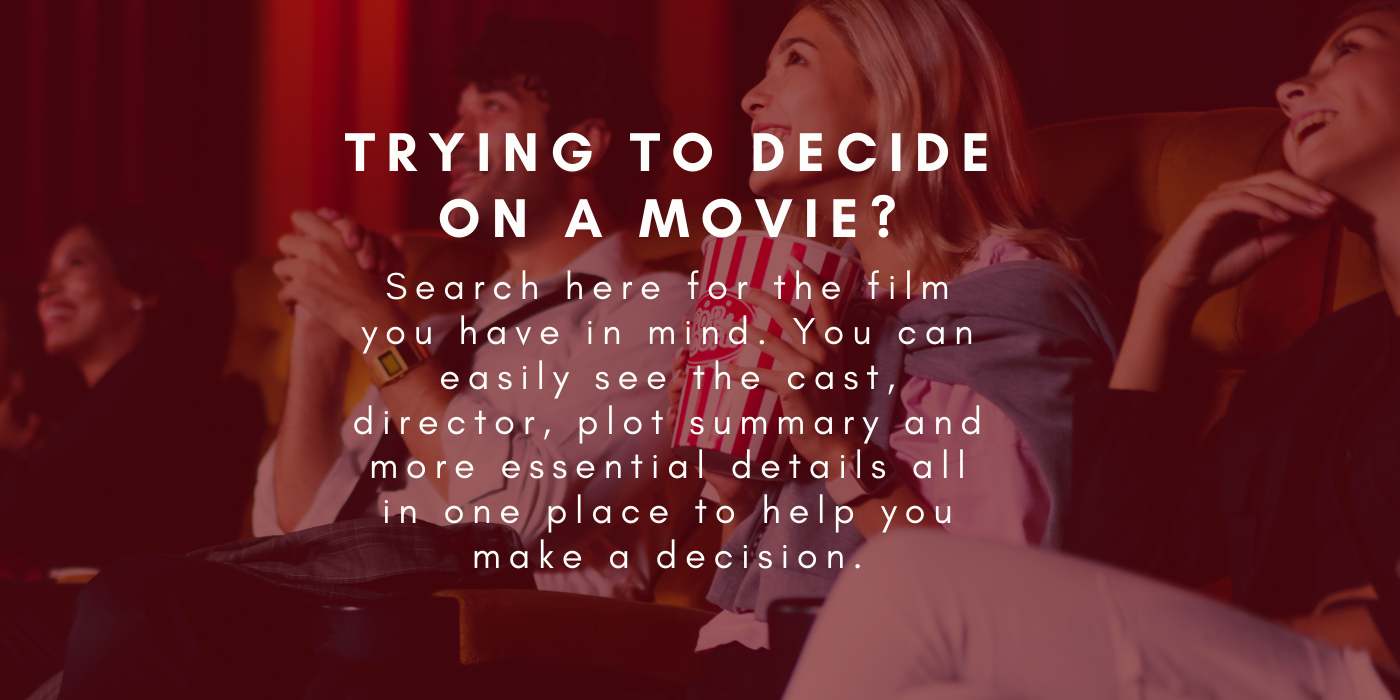 TRYING TO DECIDE
ON A MOVIE?
Search here for the film
you have in mind. You can
easily see the cast,
director, plot summary and
more essential details all
in one place to help you
make a decision.